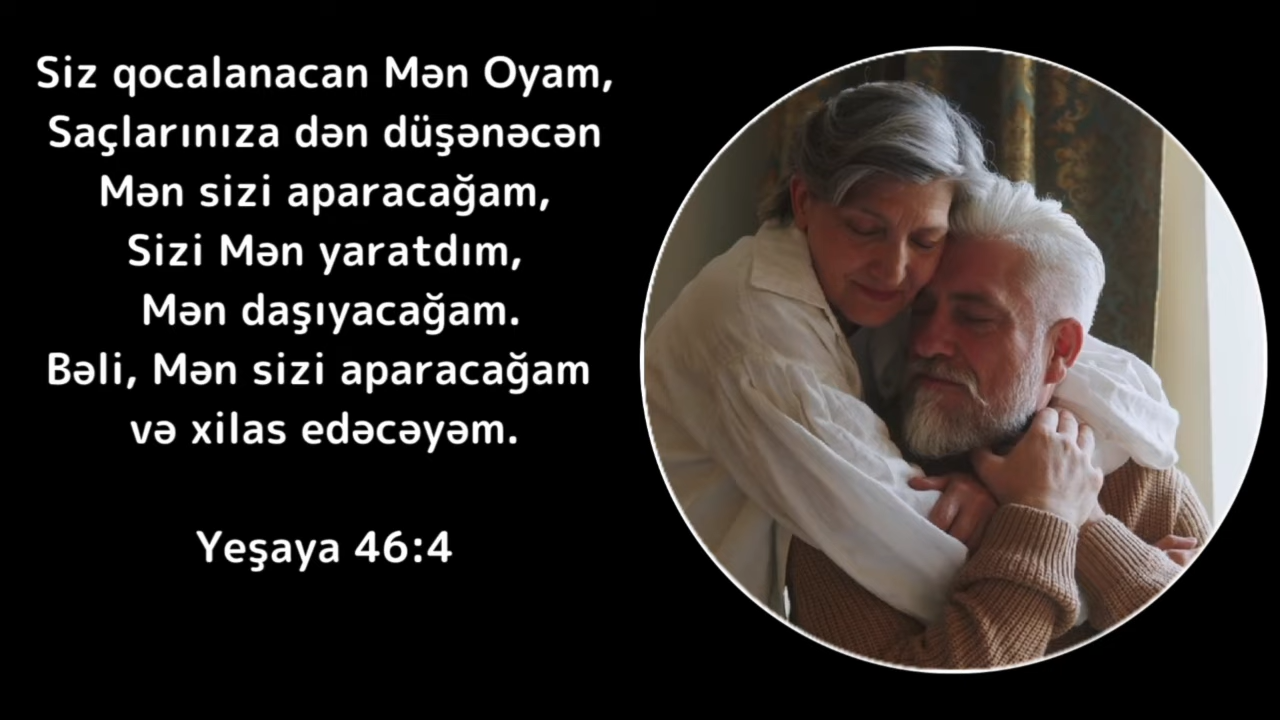 Siz qocalanacan Mən Oyam,
Saçlarınıza dən düşənəcən
Mən sizi aparacağam,
Sizi Mən yaratdım,
Mən daşıyacağam.
Bəli, Mən sizi aparacağam
və xilas edəcəyəm.
Yeşaya 46:4